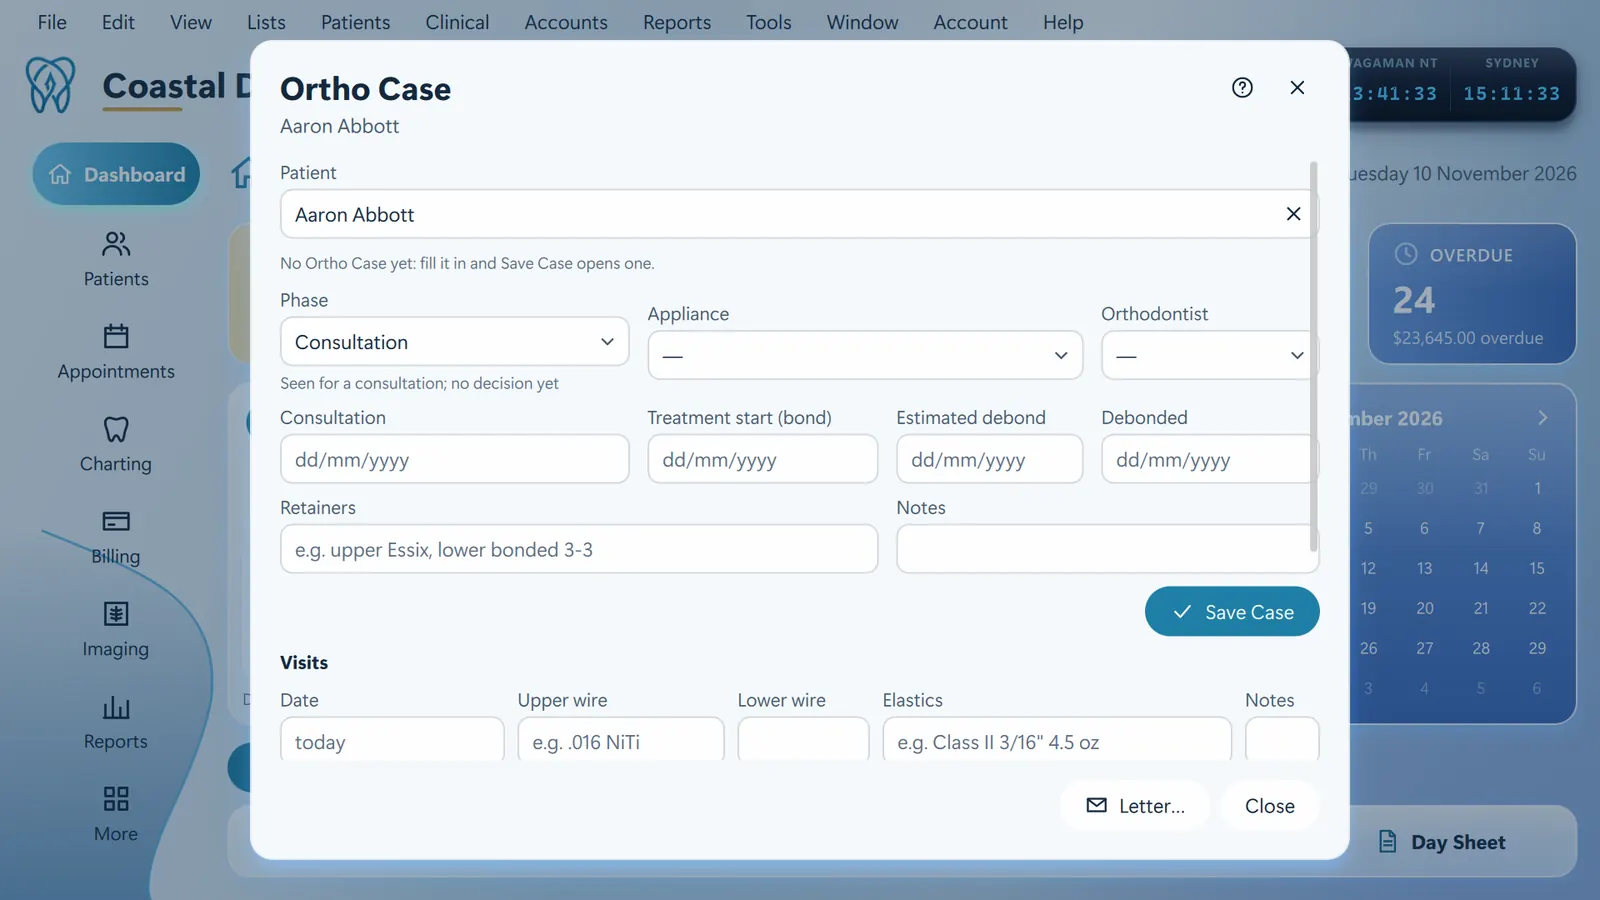 File Edit View Lists Patients Clinical Accounts Reports Tools Window Account Help
Coastal D
AGAMAN NT SYDNEY
3:41:33 15:11:33
Dashboard
Patients
Appointments
Charting
Billing
Imaging
Reports
More
Ortho Case
Aaron Abbott
Patient
Aaron Abbott
No Ortho Case yet: fill it in and Save Case opens one.
Phase Appliance Orthodontist
Consultation — —
Seen for a consultation; no decision yet
Consultation Treatment start (bond) Estimated debond Debonded
dd/mm/yyyy dd/mm/yyyy dd/mm/yyyy dd/mm/yyyy
Retainers Notes
e.g. upper Essix, lower bonded 3-3
Save Case
Visits
Date Upper wire Lower wire Elastics Notes
today e.g. .016 NiTi e.g. Class II 3/16" 4.5 oz
Letter... Close
uesday 10 November 2026
OVERDUE
24
$23,645.00 overdue
mber 2026
Th Fr Sa Su
29 30 31 1
5 6 7 8
12 13 14 15
19 20 21 22
26 27 28 29
3 4 5 6
Day Sheet